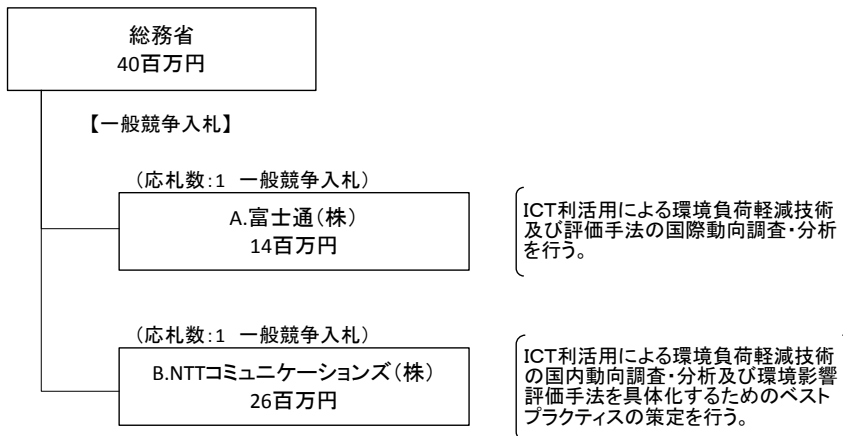 総務省
40百万円
【一般競争入札】
（応札数：1　一般競争入札）
A.富士通（株）
14百万円
ICT利活用による環境負荷軽減技術
及び評価手法の国際動向調査・分析
を行う。
（応札数：1　一般競争入札）
B.NTTコミュニケーションズ（株）
26百万円
ICT利活用による環境負荷軽減技術
の国内動向調査・分析及び環境影響
評価手法を具体化するためのベスト
プラクティスの策定を行う。